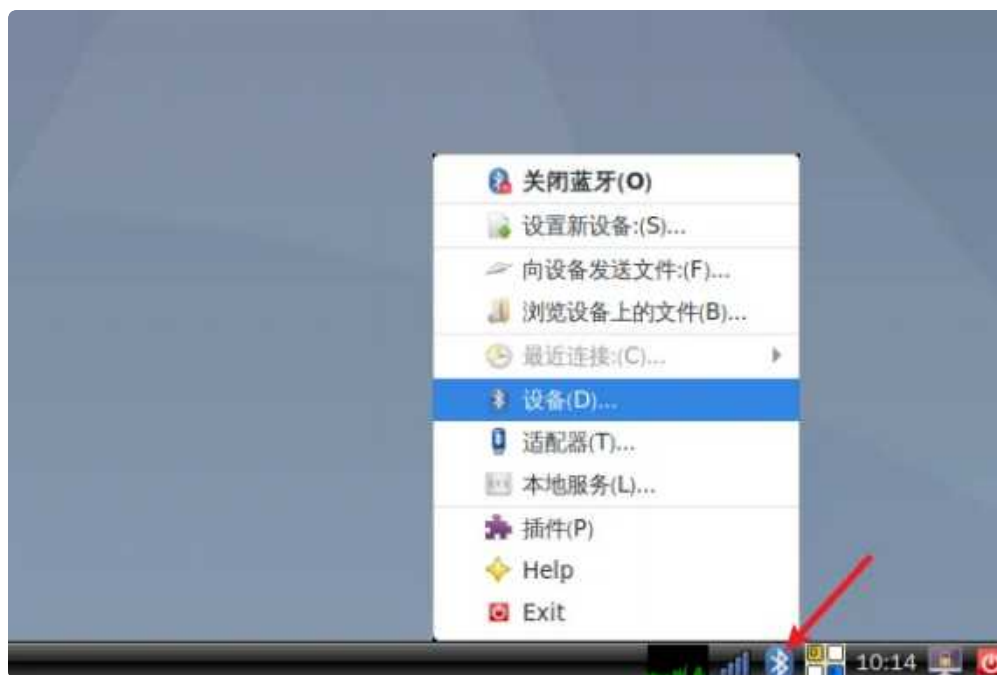 关闭蓝牙(O)
设置新设备:(S)...
向设备发送文件:(F)...
浏览设备上的文件(B)...
最近连接:(C)...
设备(D)...
适配器(T)...
本地服务(L)...
插件(P)
Help
Exit
10:14